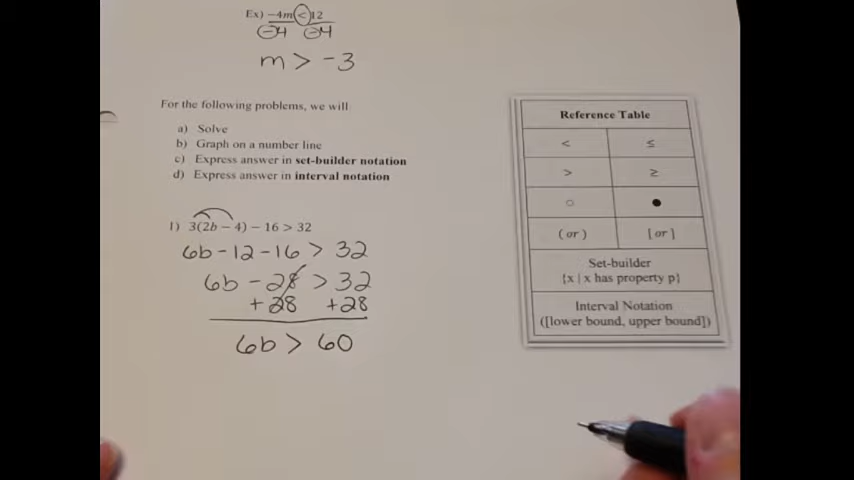 Ex) -4m < 12
-4 -4
m > -3
For the following problems, we will
a) Solve
b) Graph on a number line
c) Express answer in set-builder notation
d) Express answer in interval notation
1) 3(2b - 4) - 16 > 32
6b - 12 - 16 > 32
6b - 28 > 32
+ 28 + 28
6b > 60
Reference Table
< ≤
> ≥
○ ●
( or ) [ or ]
Set-builder
{x | x has property p}
Interval Notation
([lower bound, upper bound])